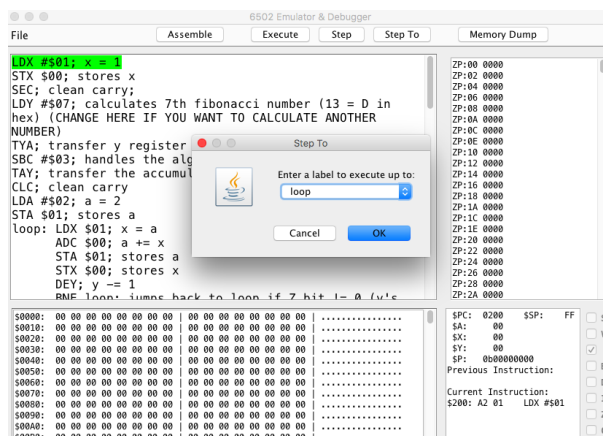 6502 Emulator & Debugger
File Assemble Execute Step Step To Memory Dump
LDX #$01; x = 1
STX $00; stores x
SEC; clean carry;
LDY #$07; calculates 7th fibonacci number (13 = D in
hex) (CHANGE HERE IF YOU WANT TO CALCULATE ANOTHER
NUMBER)
TYA; transfer y register
SBC #$03; handles the alg
TAY; transfer the accumul
CLC; clean carry
LDA #$02; a = 2
STA $01; stores a
loop: LDX $01; x = a
ADC $00; a += x
STA $01; stores a
STX $00; stores x
DEY; y -= 1
BNE loop; jumps back to loop if Z bit != 0 (y's
Step To
Enter a label to execute up to:
loop
Cancel OK
ZP:00 0000
ZP:02 0000
ZP:04 0000
ZP:06 0000
ZP:08 0000
ZP:0A 0000
ZP:0C 0000
ZP:0E 0000
ZP:10 0000
ZP:12 0000
ZP:14 0000
ZP:16 0000
ZP:18 0000
ZP:1A 0000
ZP:1C 0000
ZP:1E 0000
ZP:20 0000
ZP:22 0000
ZP:24 0000
ZP:26 0000
ZP:28 0000
ZP:2A 0000
$0000: 00 00 00 00 00 00 00 00 | 00 00 00 00 00 00 00 00 | ................
$0010: 00 00 00 00 00 00 00 00 | 00 00 00 00 00 00 00 00 | ................
$0020: 00 00 00 00 00 00 00 00 | 00 00 00 00 00 00 00 00 | ................
$0030: 00 00 00 00 00 00 00 00 | 00 00 00 00 00 00 00 00 | ................
$0040: 00 00 00 00 00 00 00 00 | 00 00 00 00 00 00 00 00 | ................
$0050: 00 00 00 00 00 00 00 00 | 00 00 00 00 00 00 00 00 | ................
$0060: 00 00 00 00 00 00 00 00 | 00 00 00 00 00 00 00 00 | ................
$0070: 00 00 00 00 00 00 00 00 | 00 00 00 00 00 00 00 00 | ................
$0080: 00 00 00 00 00 00 00 00 | 00 00 00 00 00 00 00 00 | ................
$0090: 00 00 00 00 00 00 00 00 | 00 00 00 00 00 00 00 00 | ................
$00A0: 00 00 00 00 00 00 00 00 | 00 00 00 00 00 00 00 00 | ................
$PC: 0200 $SP: FF
$A: 00
$X: 00
$Y: 00
$P: 0b00000000
Previous Instruction:
Current Instruction:
$200: A2 01 LDX #$01